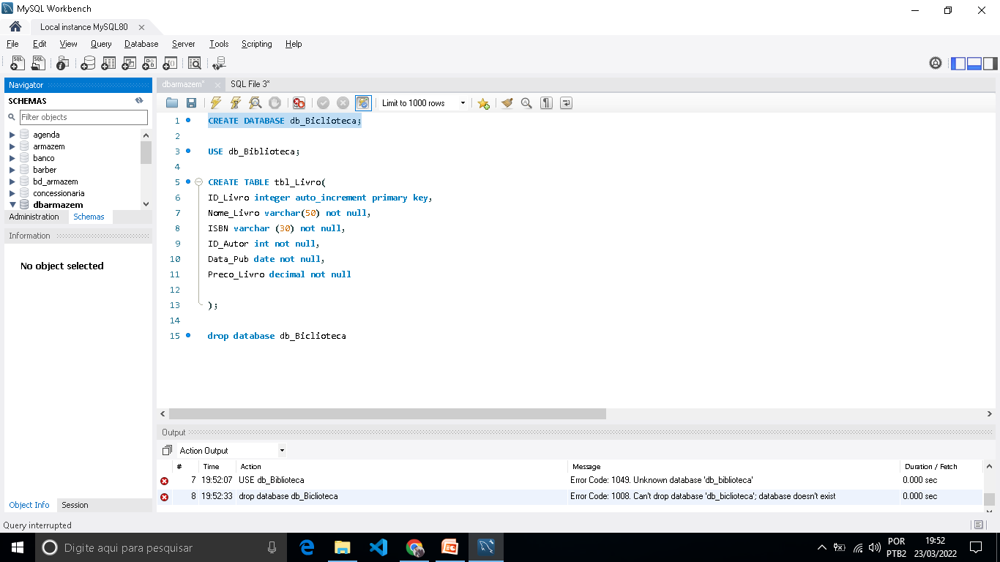 MySQL Workbench
Local instance MySQL80
File Edit View Query Database Server Tools Scripting Help
Navigator
SCHEMAS
Filter objects
agenda
armazem
banco
barber
bd_armazem
concessionaria
dbarmazem
Administration Schemas
Information
No object selected
Object Info Session
dbarmazem* SQL File 3*
Limit to 1000 rows
1 CREATE DATABASE db_Biclioteca;
2
3 USE db_Biblioteca;
4
5 CREATE TABLE tbl_Livro(
6 ID_Livro integer auto_increment primary key,
7 Nome_Livro varchar(50) not null,
8 ISBN varchar (30) not null,
9 ID_Autor int not null,
10 Data_Pub date not null,
11 Preco_Livro decimal not null
12
13 );
14
15 drop database db_Biclioteca
Output
Action Output
# Time Action Message Duration / Fetch
7 19:52:07 USE db_Biblioteca Error Code: 1049. Unknown database 'db_biblioteca' 0.000 sec
8 19:52:33 drop database db_Biclioteca Error Code: 1008. Can't drop database 'db_biclioteca'; database doesn't exist 0.000 sec
Query interrupted
Digite aqui para pesquisar
POR
PTB2
19:52
23/03/2022